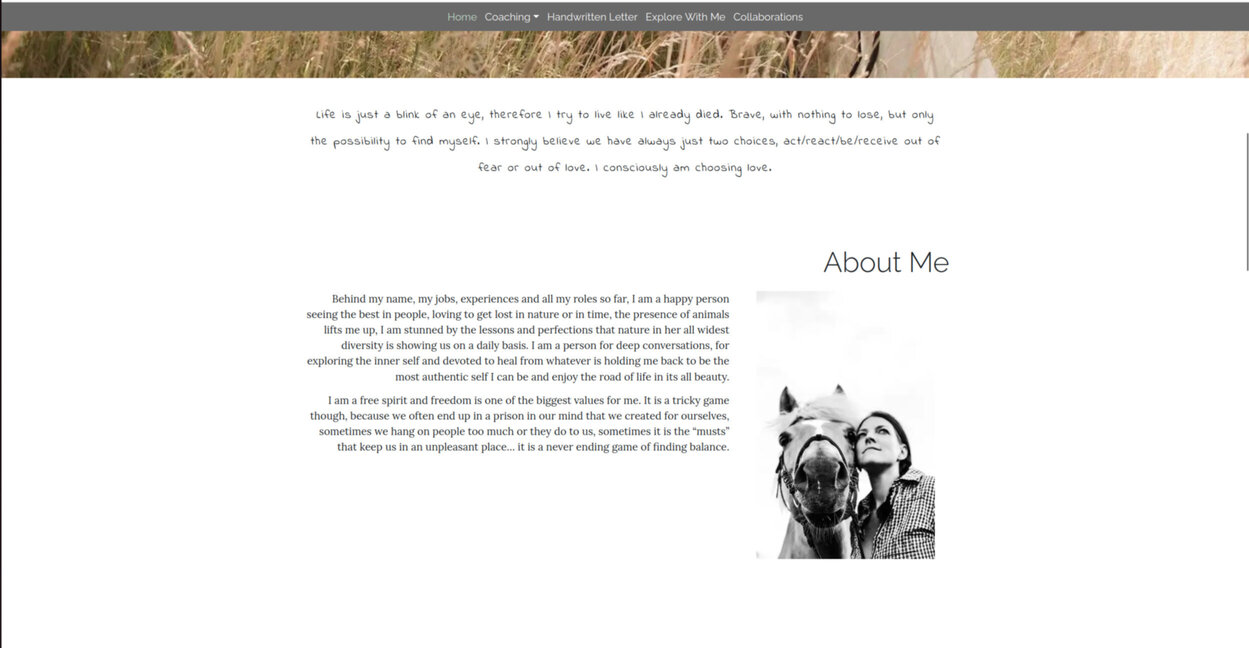 Home Coaching Handwritten Letter Explore With Me Collaborations
Life is just a blink of an eye, therefore I try to live like I already died. Brave, with nothing to lose, but only
the possibility to find myself. I strongly believe we have always just two choices, act/react/be/receive out of
fear or out of love. I consciously am choosing love.
About Me
Behind my name, my jobs, experiences and all my roles so far, I am a happy person
seeing the best in people, loving to get lost in nature or in time, the presence of animals
lifts me up, I am stunned by the lessons and perfections that nature in her all widest
diversity is showing us on a daily basis. I am a person for deep conversations, for
exploring the inner self and devoted to heal from whatever is holding me back to be the
most authentic self I can be and enjoy the road of life in its all beauty.
I am a free spirit and freedom is one of the biggest values for me. It is a tricky game
though, because we often end up in a prison in our mind that we created for ourselves,
sometimes we hang on people too much or they do to us, sometimes it is the “musts”
that keep us in an unpleasant place... it is a never ending game of finding balance.